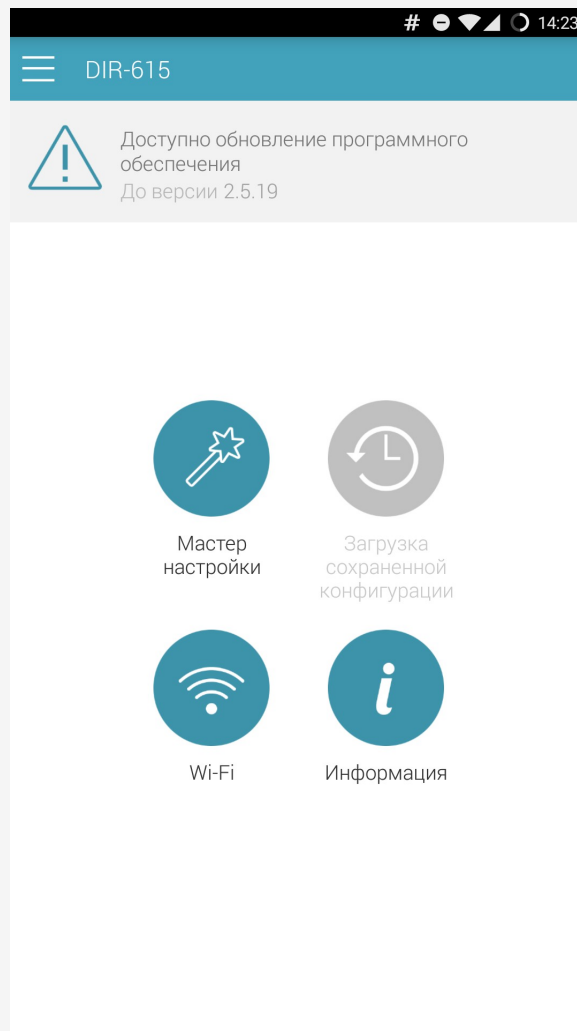 # 14:23
DIR-615
Доступно обновление программного
обеспечения
До версии 2.5.19
Мастер
настройки
Загрузка
сохраненной
конфигурации
Wi-Fi
Информация